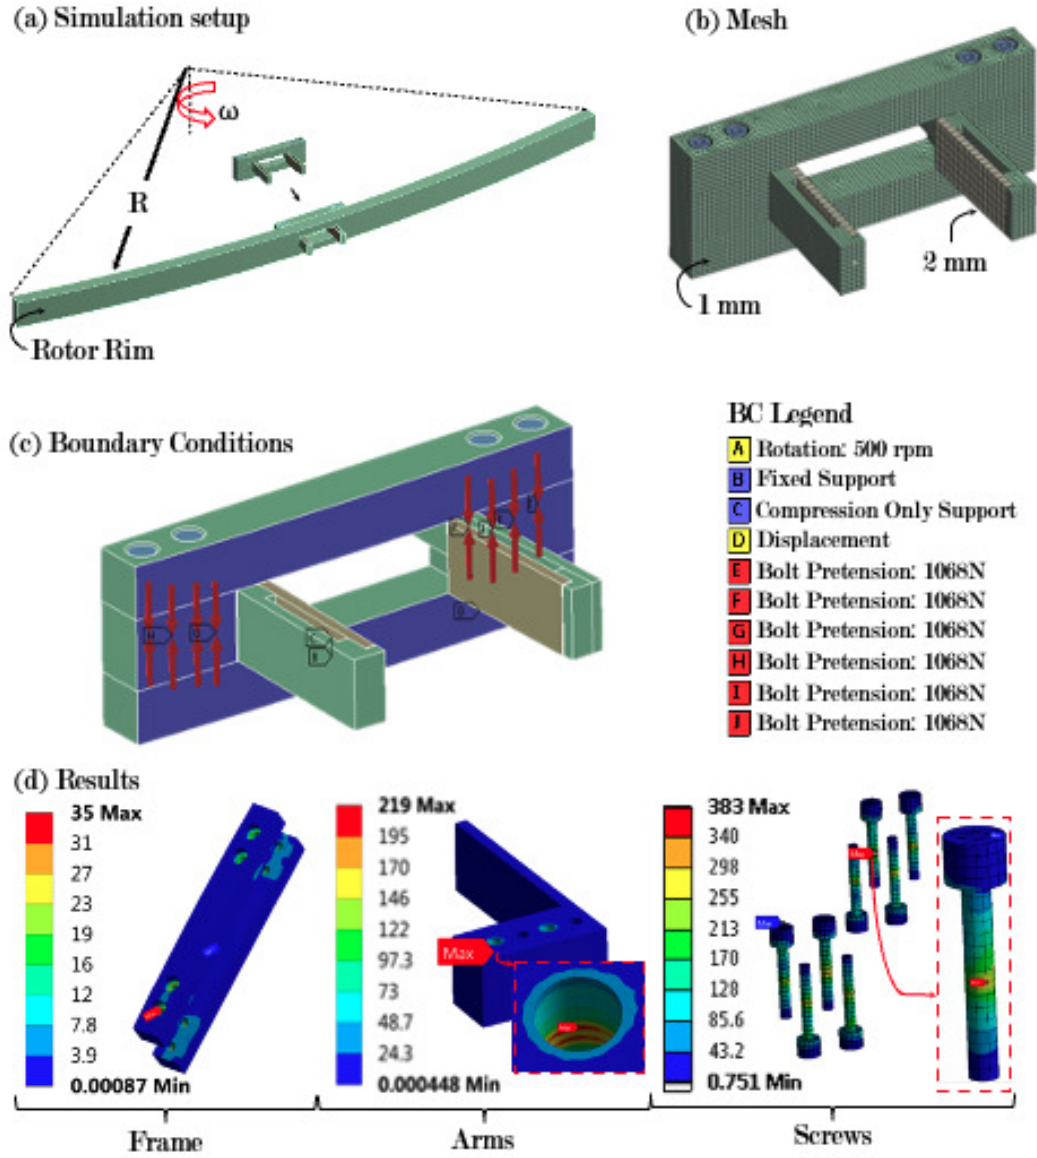 (a) Simulation setup
ω
R
Rotor Rim
(b) Mesh
2 mm
1 mm
(c) Boundary Conditions
BC Legend
A Rotation: 500 rpm
B Fixed Support
C Compression Only Support
D Displacement
E Bolt Pretension: 1068N
F Bolt Pretension: 1068N
G Bolt Pretension: 1068N
H Bolt Pretension: 1068N
I Bolt Pretension: 1068N
J Bolt Pretension: 1068N
(d) Results
35 Max
31
27
23
19
16
12
7.8
3.9
0.00087 Min
Frame
219 Max
195
170
146
122
97.3
73
48.7
24.3
0.000448 Min
Max
Arms
383 Max
340
298
255
213
170
128
85.6
43.2
0.751 Min
Screws